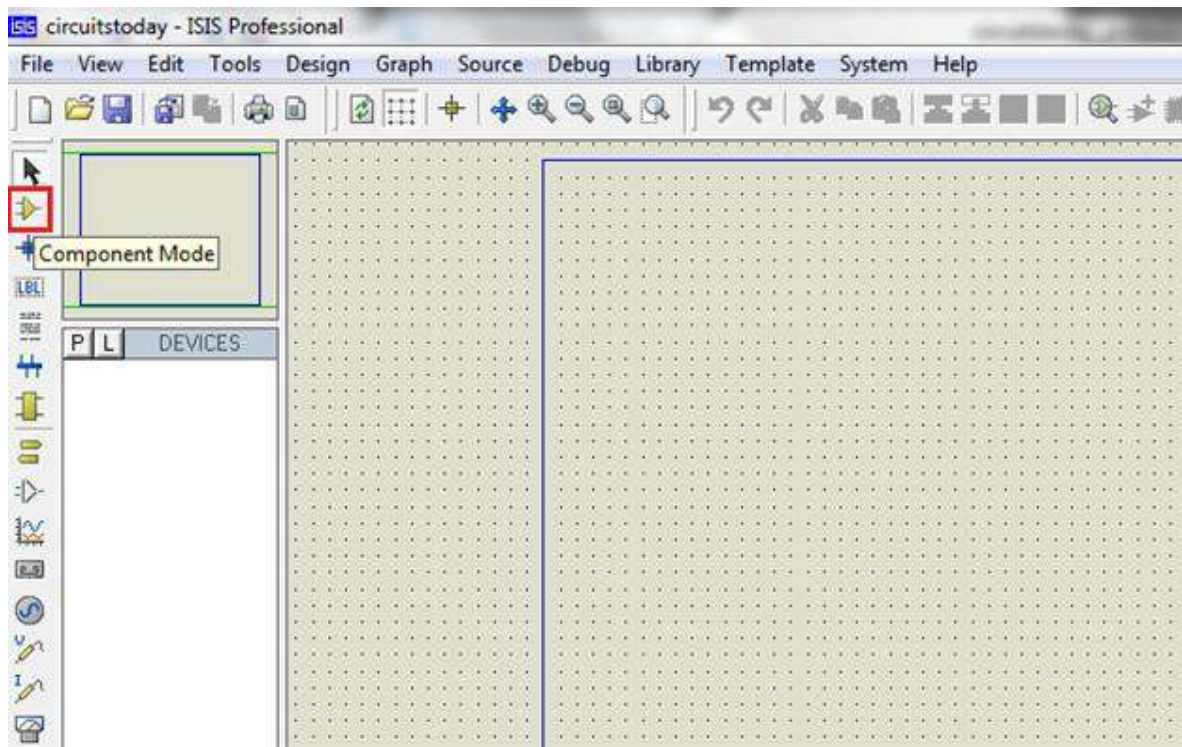 ISIS circuitstoday - ISIS Professional
File View Edit Tools Design Graph Source Debug Library Template System Help
Component Mode
LBL
P L DEVICES
V
I